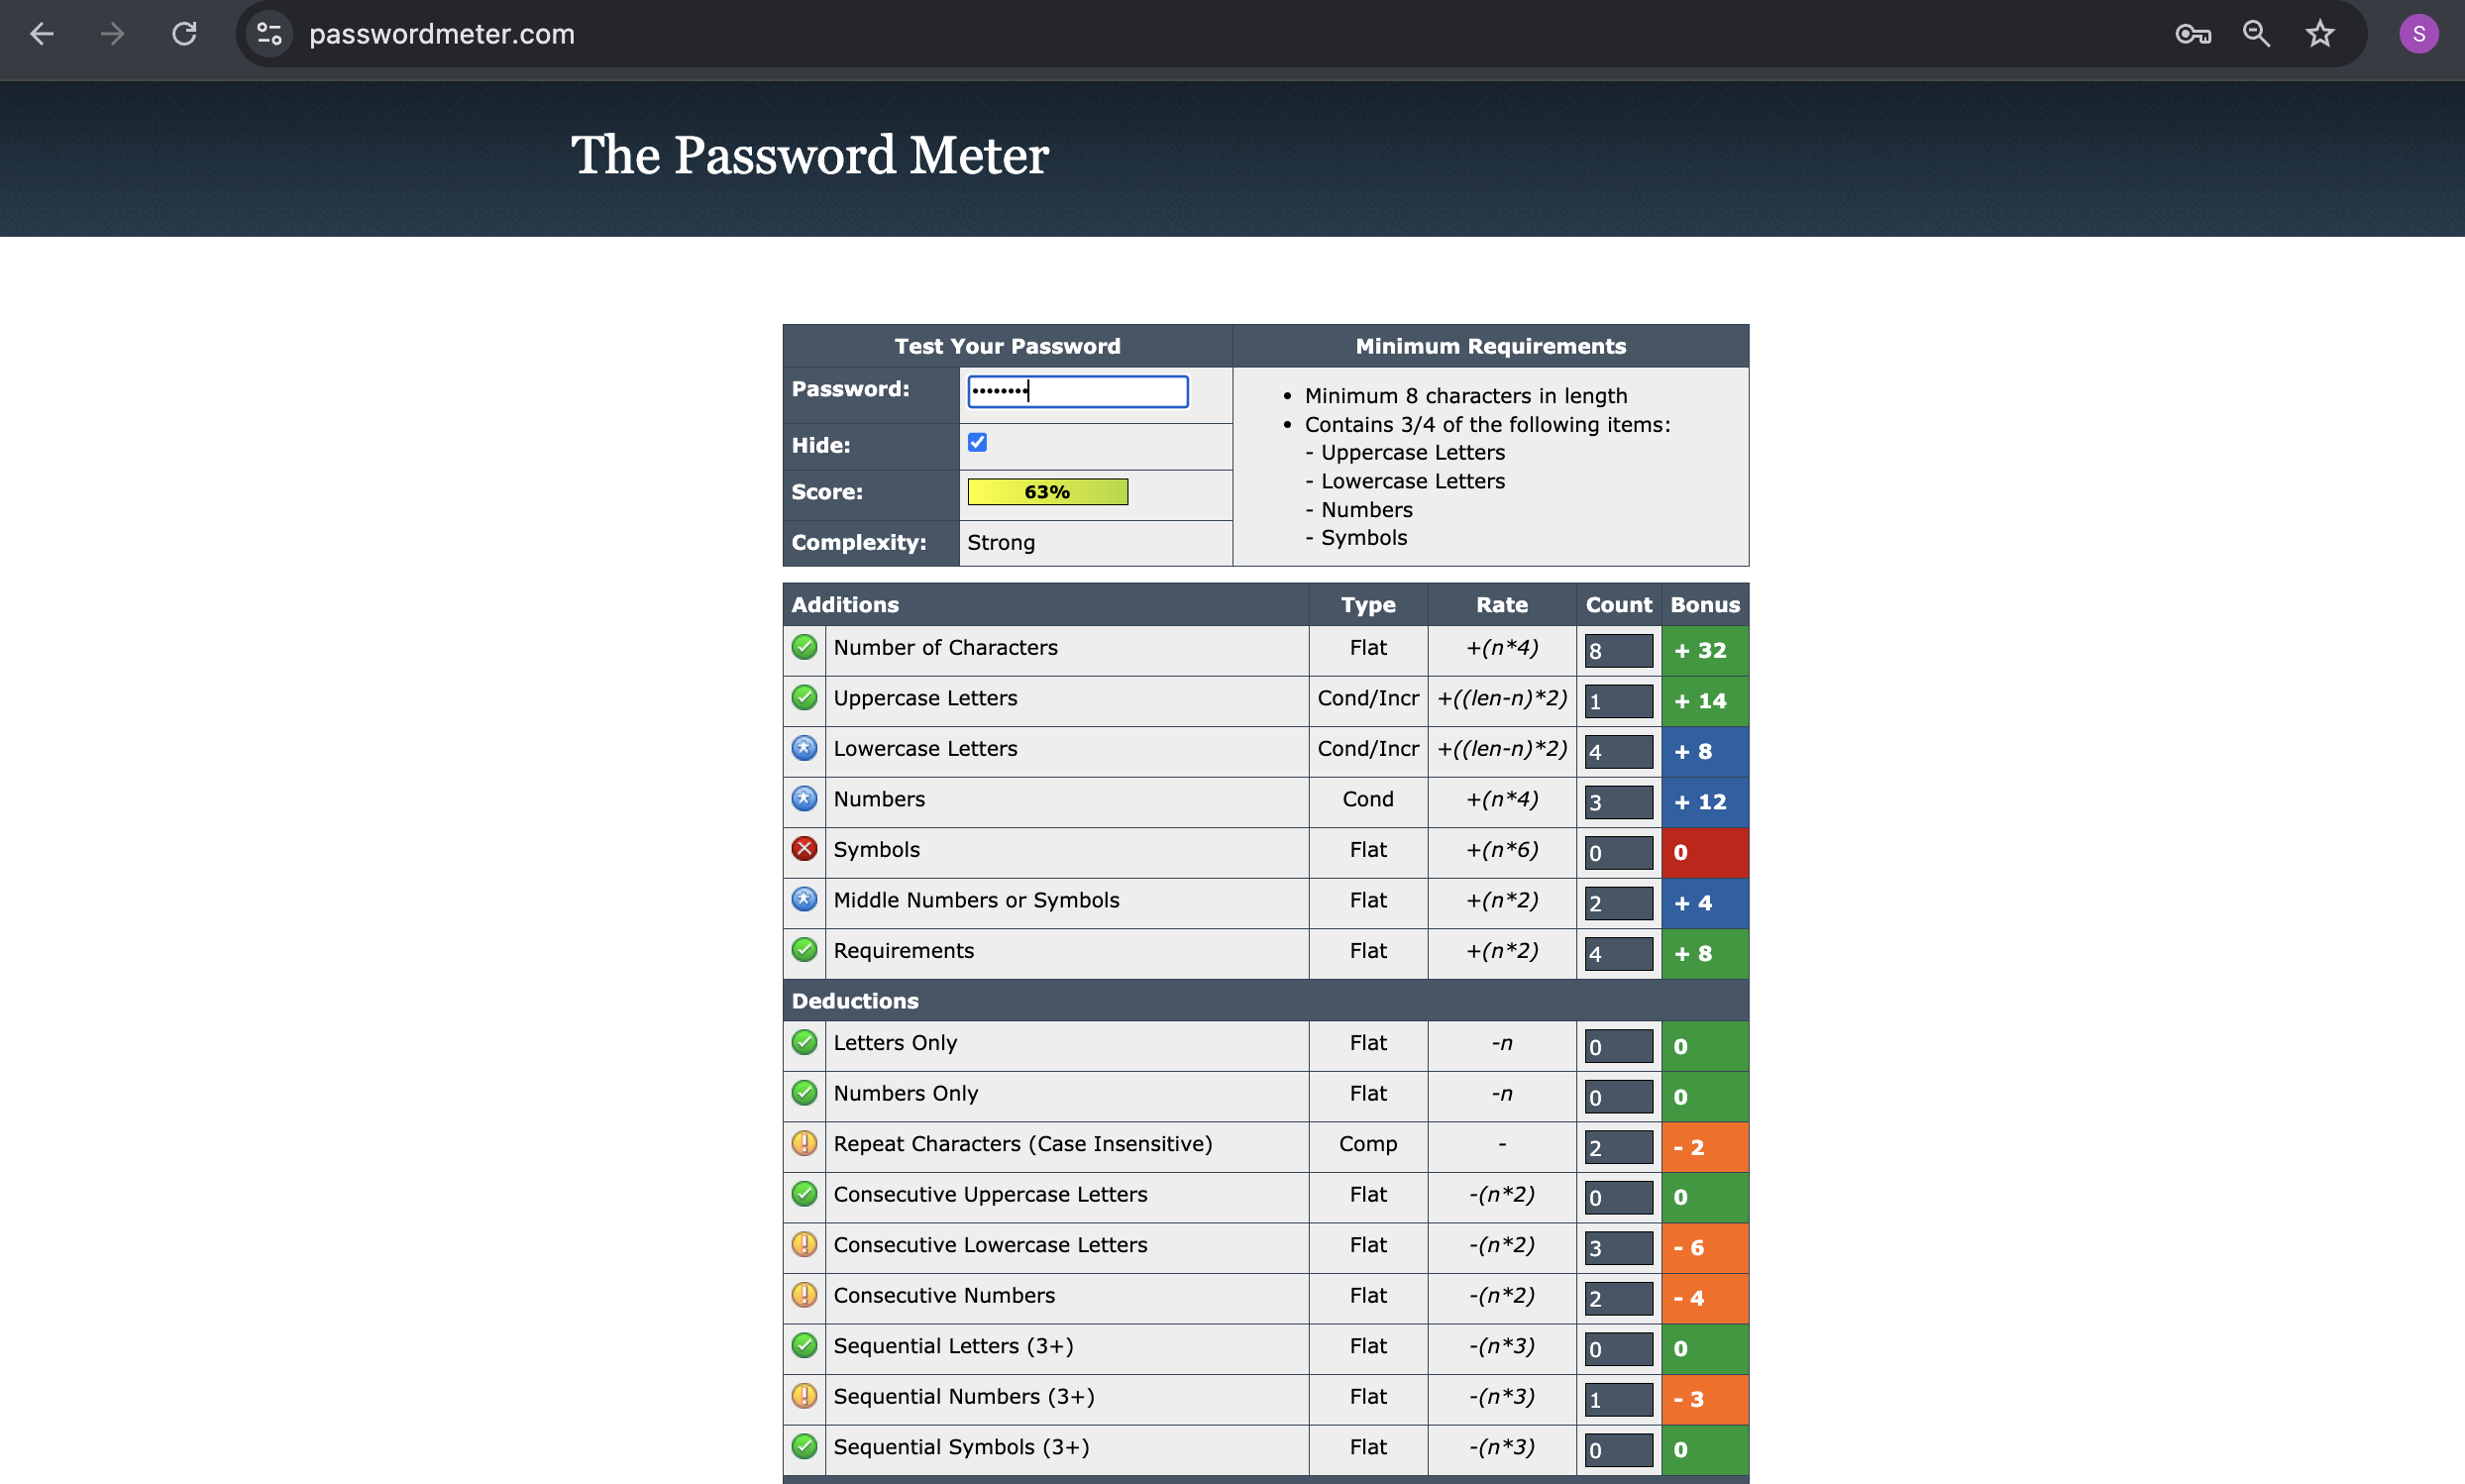 passwordmeter.com
S
The Password Meter
Test Your Password
Minimum Requirements
Password:
••••••••
Hide:
Score:
63%
Complexity:
Strong
• Minimum 8 characters in length
• Contains 3/4 of the following items:
- Uppercase Letters
- Lowercase Letters
- Numbers
- Symbols
Additions Type Rate Count Bonus
Number of Characters Flat +(n*4) 8 + 32
Uppercase Letters Cond/Incr +((len-n)*2) 1 + 14
Lowercase Letters Cond/Incr +((len-n)*2) 4 + 8
Numbers Cond +(n*4) 3 + 12
Symbols Flat +(n*6) 0 0
Middle Numbers or Symbols Flat +(n*2) 2 + 4
Requirements Flat +(n*2) 4 + 8
Deductions
Letters Only Flat -n 0 0
Numbers Only Flat -n 0 0
Repeat Characters (Case Insensitive) Comp - 2 - 2
Consecutive Uppercase Letters Flat -(n*2) 0 0
Consecutive Lowercase Letters Flat -(n*2) 3 - 6
Consecutive Numbers Flat -(n*2) 2 - 4
Sequential Letters (3+) Flat -(n*3) 0 0
Sequential Numbers (3+) Flat -(n*3) 1 - 3
Sequential Symbols (3+) Flat -(n*3) 0 0